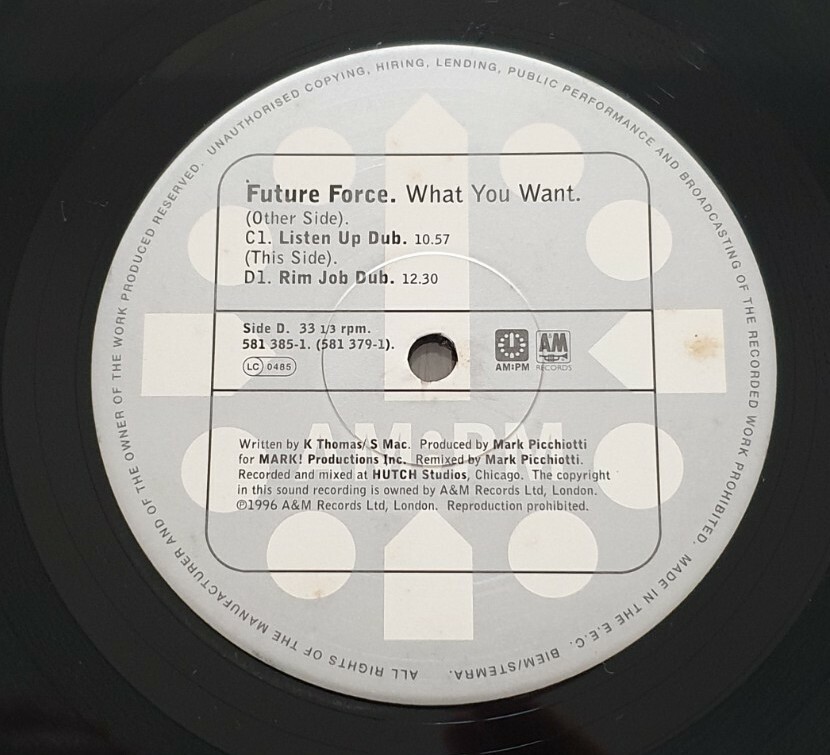 ALL RIGHTS OF THE MANUFACTURER AND OF THE OWNER OF THE WORK PRODUCED RESERVED. UNAUTHORISED COPYING, HIRING, LENDING, PUBLIC PERFORMANCE AND BROADCASTING OF THE RECORDED WORK PROHIBITED. MADE IN THE E.E.C. BIEM/STEMRA.
Future Force. What You Want.
(Other Side).
C1. Listen Up Dub. 10.57
(This Side).
D1. Rim Job Dub. 12.30
Side D. 33 1/3 rpm.
581 385-1. (581 379-1).
LC 0485
AM:PM
AM
RECORDS
AM:PM
Written by K Thomas/ S Mac. Produced by Mark Picchiotti
for MARK! Productions Inc. Remixed by Mark Picchiotti.
Recorded and mixed at HUTCH Studios, Chicago. The copyright
in this sound recording is owned by A&M Records Ltd, London.
℗1996 A&M Records Ltd, London. Reproduction prohibited.